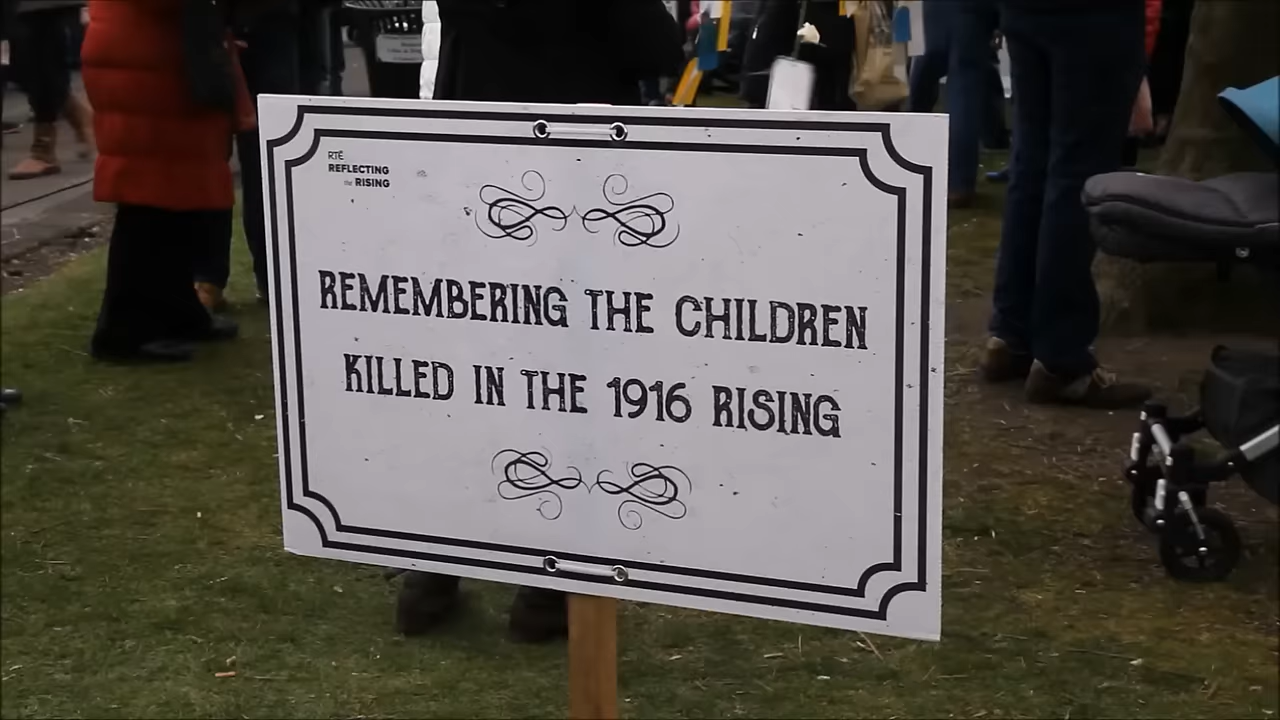 RTÉ
REFLECTING
the RISING
REMEMBERING THE CHILDREN
KILLED IN THE 1916 RISING